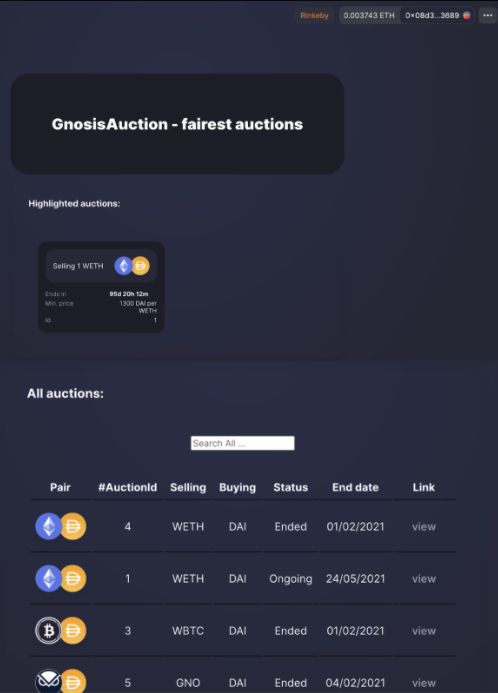 Rinkeby 0.003743 ETH 0×08d3...3689 ...
GnosisAuction - fairest auctions
Highlighted auctions:
Selling 1 WETH
Ends in 95d 20h 12m
Min. price 1300 DAI per
WETH
Id 1
All auctions:
Search All ...
Pair #AuctionId Selling Buying Status End date Link
4 WETH DAI Ended 01/02/2021 view
1 WETH DAI Ongoing 24/05/2021 view
3 WBTC DAI Ended 01/02/2021 view
5 GNO DAI Ended 04/02/2021 view